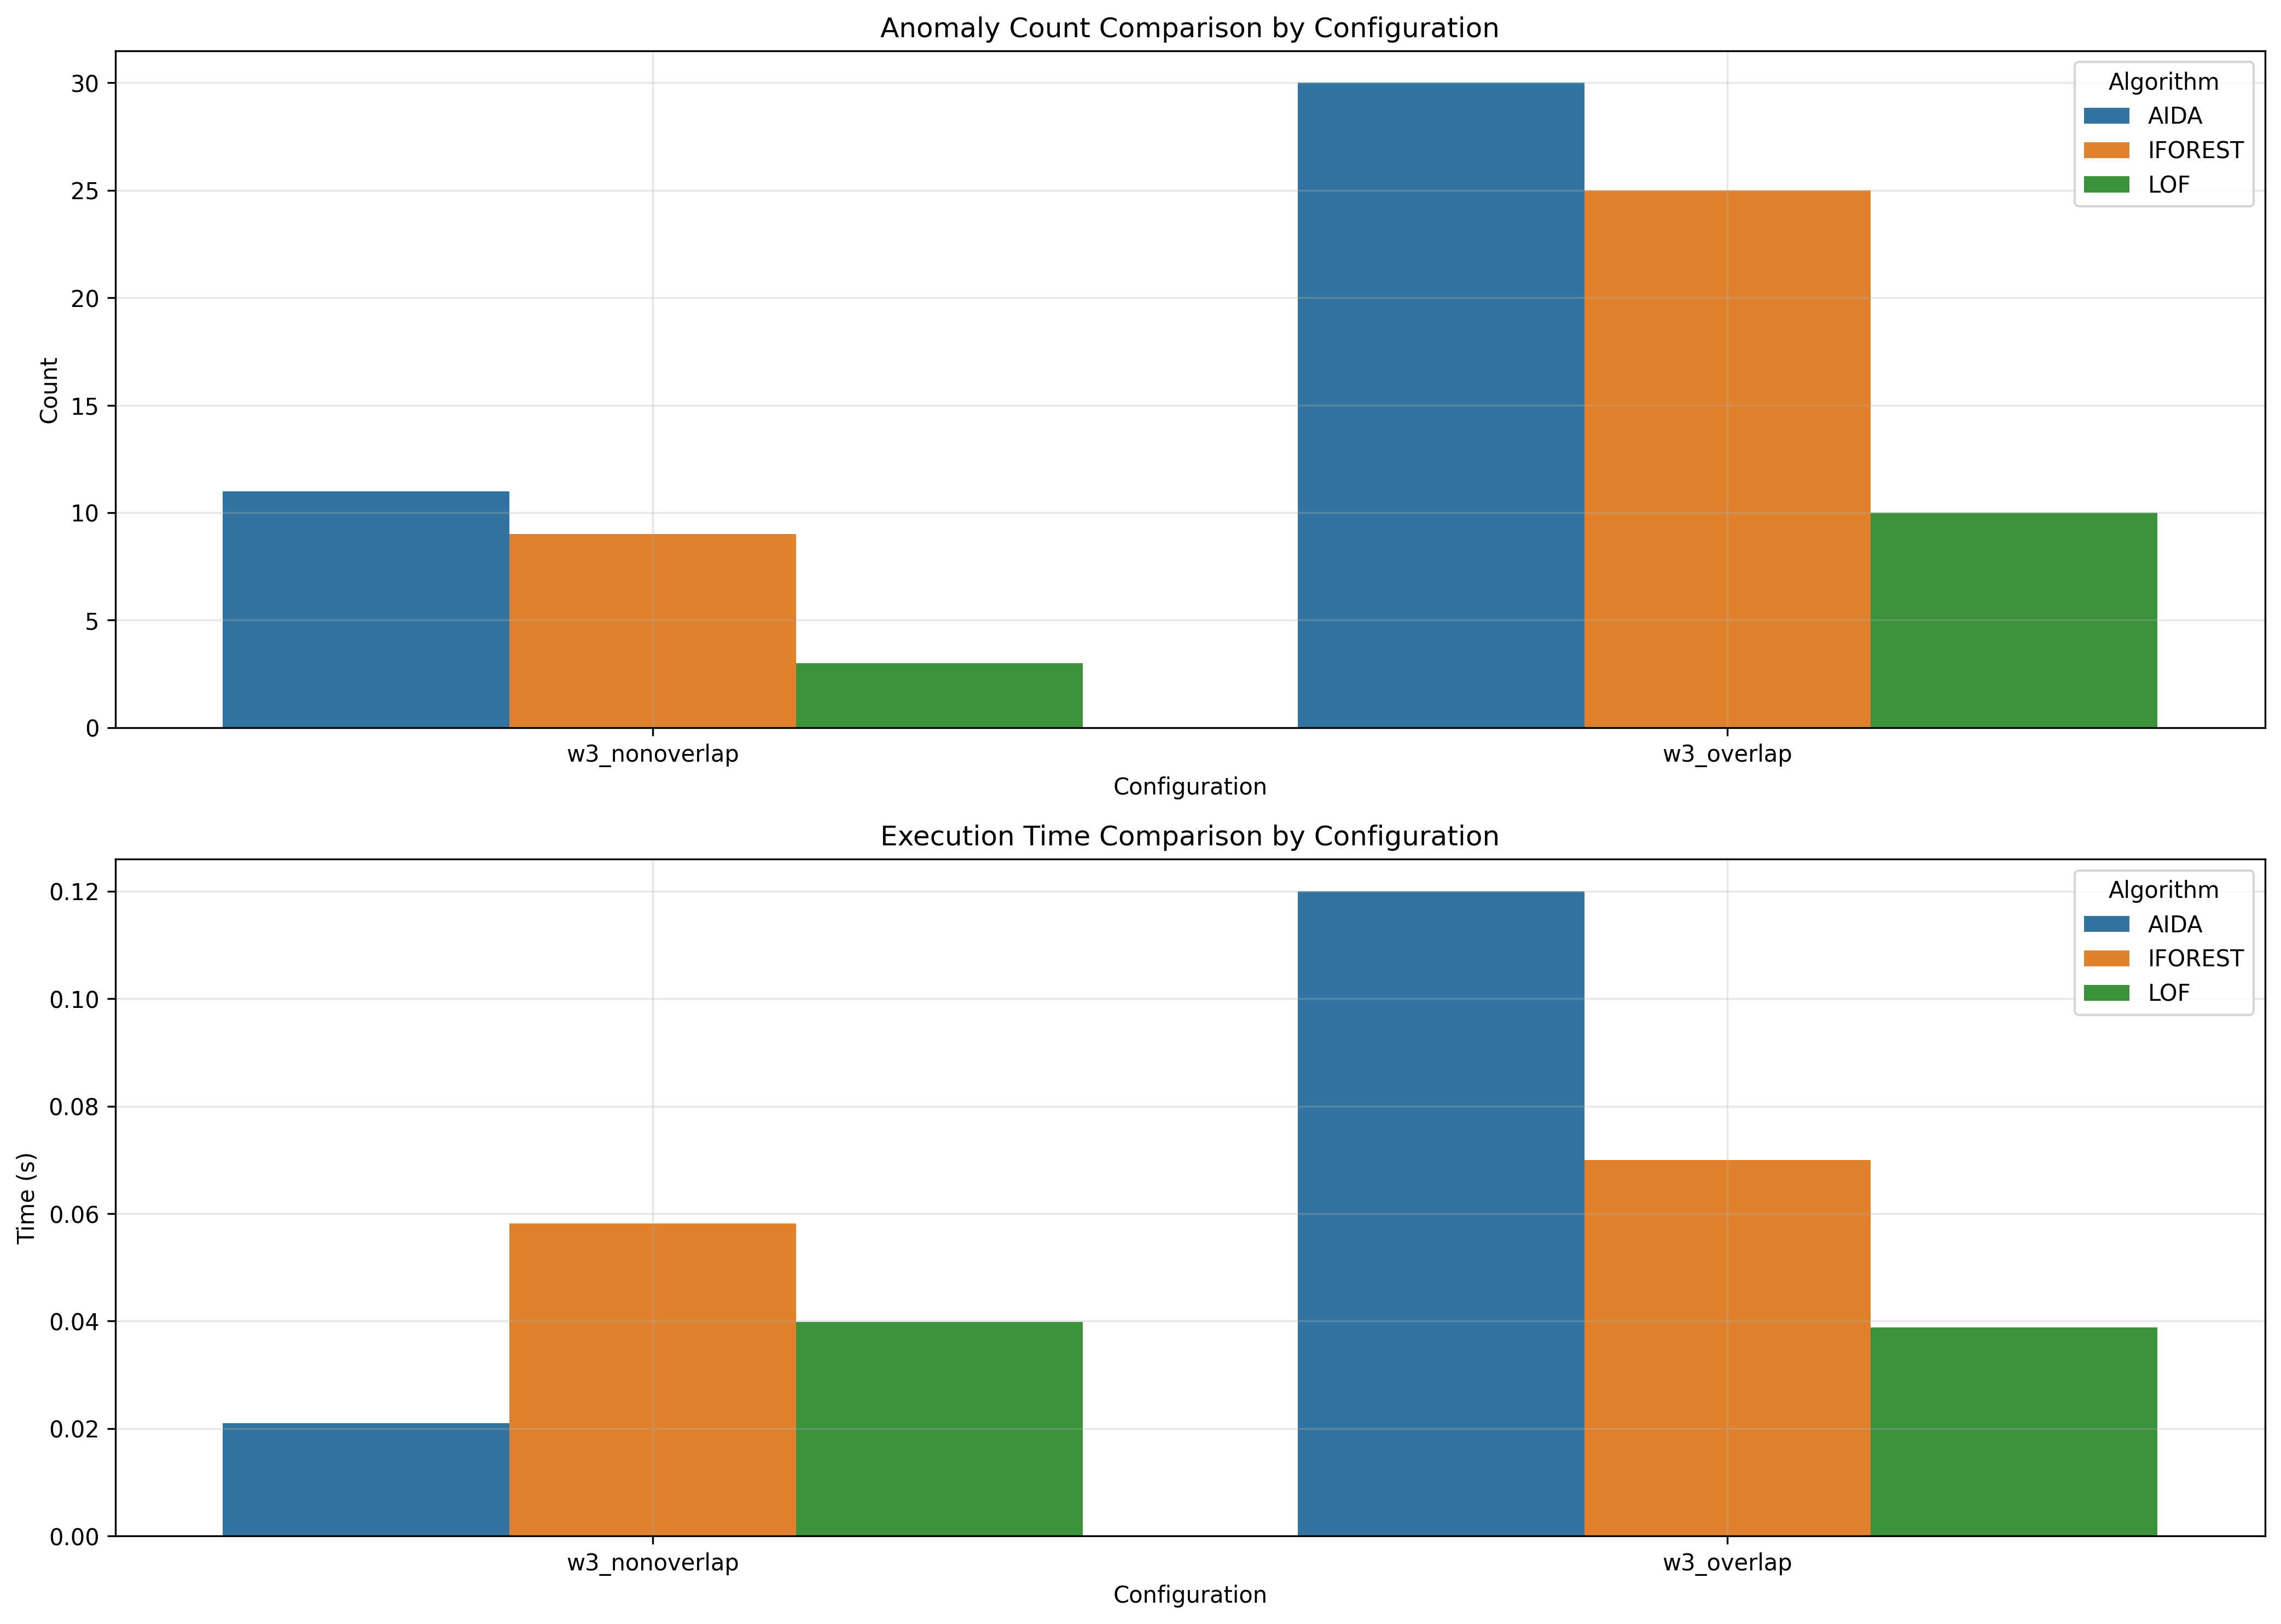 Anomaly Count Comparison by Configuration
Algorithm
AIDA
IFOREST
LOF
30
25
20
15
10
5
0
Count
w3_nonoverlap
w3_overlap
Configuration
Execution Time Comparison by Configuration
Algorithm
AIDA
IFOREST
LOF
0.12
0.10
0.08
0.06
0.04
0.02
0.00
Time (s)
w3_nonoverlap
w3_overlap
Configuration